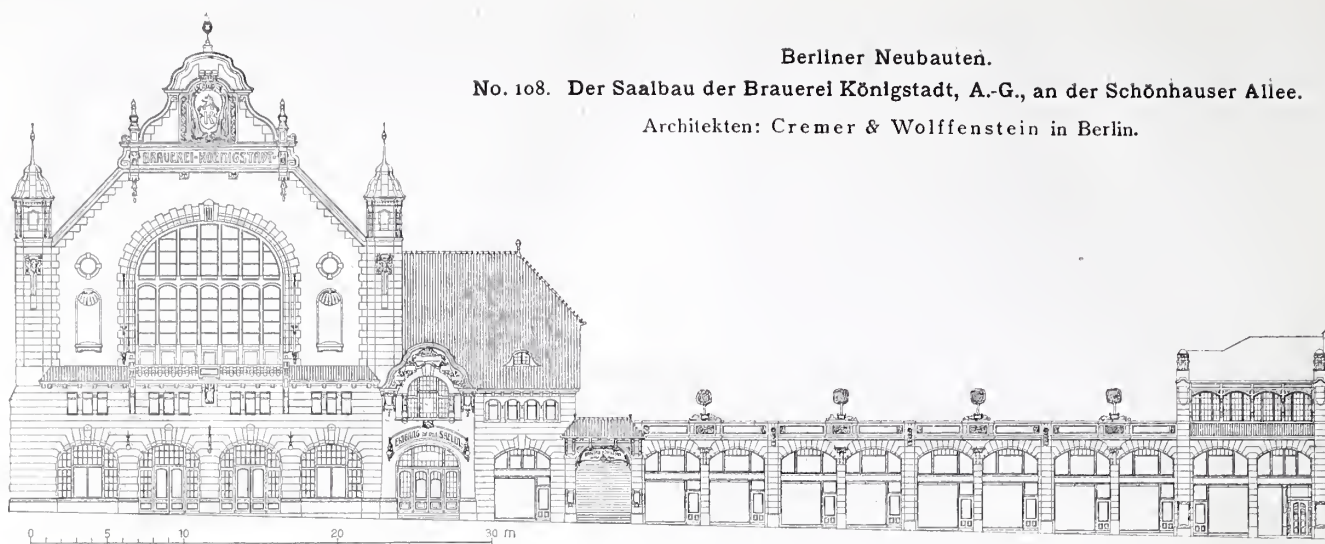 Berliner Neubauten.
No. 108. Der Saalbau der Brauerei Königstadt, A.-G., an der Schönhauser Allee.
Architekten: Cremer & Wolffenstein in Berlin.
BRAUEREI-KOENIGSTADT
SAELEN
0 5 10 20 30 m